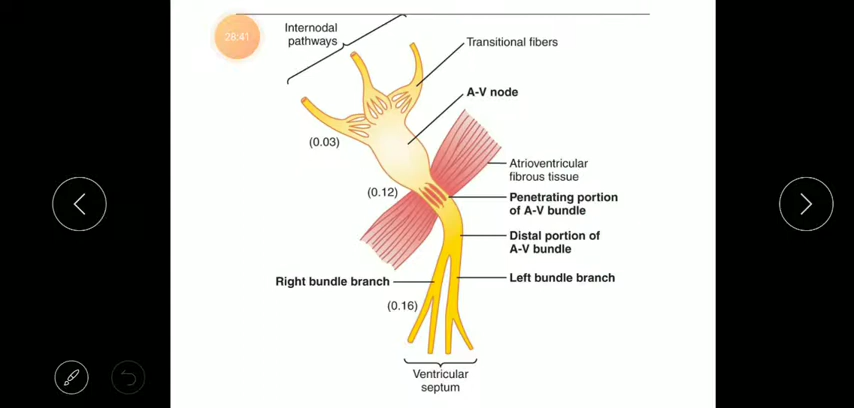 28:41
Internodal
pathways
Transitional fibers
A-V node
(0.03)
Atrioventricular
fibrous tissue
(0.12)
Penetrating portion
of A-V bundle
Distal portion of
A-V bundle
Right bundle branch
Left bundle branch
(0.16)
Ventricular
septum